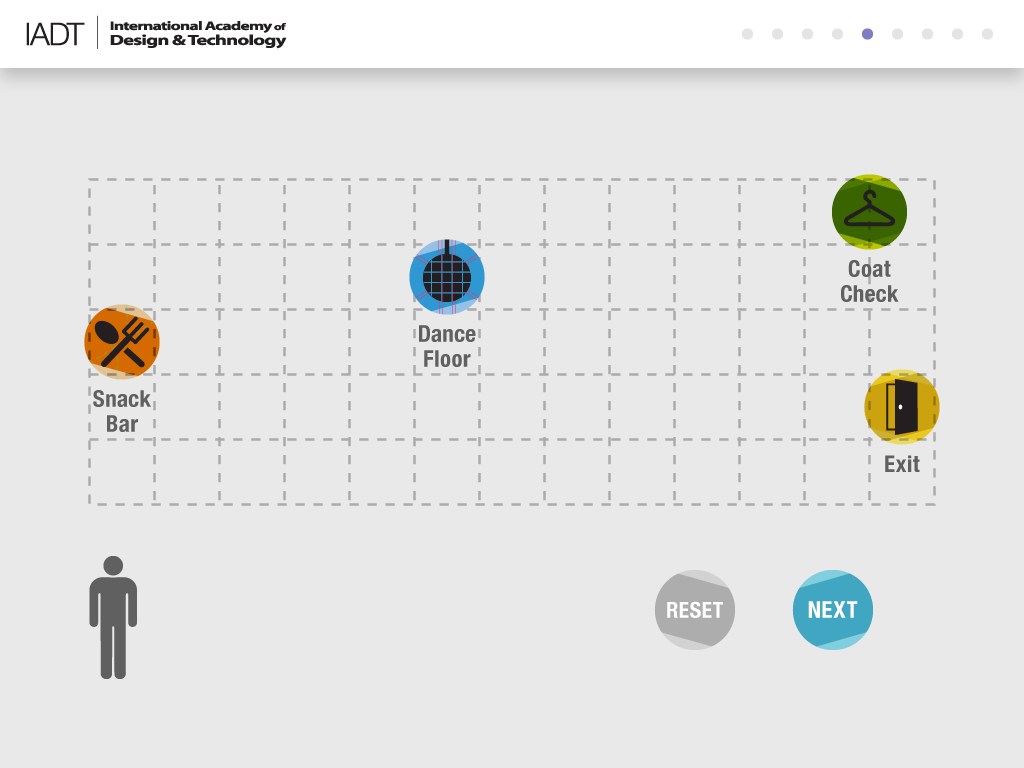 IADT
International Academy of
Design & Technology
Coat
Check
Dance
Floor
Snack
Bar
Exit
RESET
NEXT